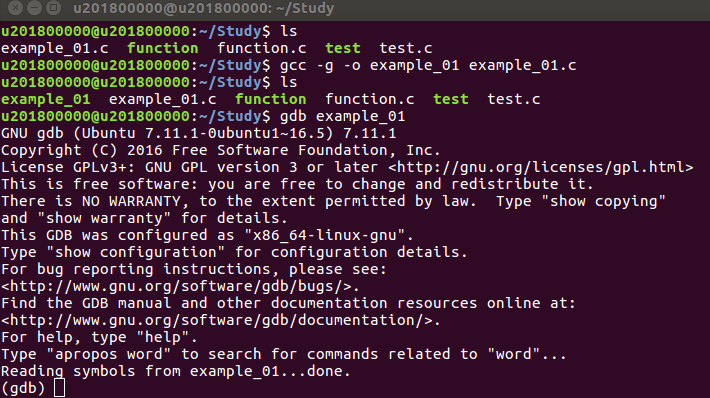 u201800000@u201800000: ~/Study
u201800000@u201800000:~/Study$ ls
example_01.c  function  function.c  test  test.c
u201800000@u201800000:~/Study$ gcc -g -o example_01 example_01.c
u201800000@u201800000:~/Study$ ls
example_01  example_01.c  function  function.c  test  test.c
u201800000@u201800000:~/Study$ gdb example_01
GNU gdb (Ubuntu 7.11.1-0ubuntu1~16.5) 7.11.1
Copyright (C) 2016 Free Software Foundation, Inc.
License GPLv3+: GNU GPL version 3 or later <http://gnu.org/licenses/gpl.html>
This is free software: you are free to change and redistribute it.
There is NO WARRANTY, to the extent permitted by law.  Type "show copying"
and "show warranty" for details.
This GDB was configured as "x86_64-linux-gnu".
Type "show configuration" for configuration details.
For bug reporting instructions, please see:
<http://www.gnu.org/software/gdb/bugs/>.
Find the GDB manual and other documentation resources online at:
<http://www.gnu.org/software/gdb/documentation/>.
For help, type "help".
Type "apropos word" to search for commands related to "word"...
Reading symbols from example_01...done.
(gdb)